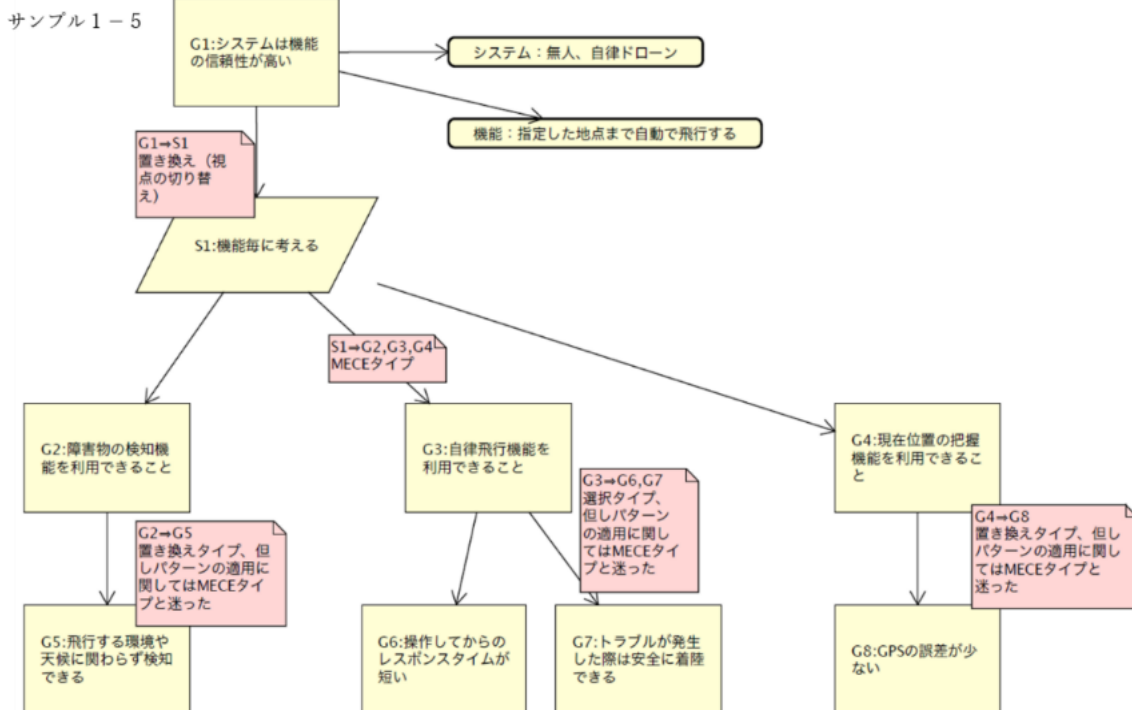 サンプル1-5
G1:システムは機能
の信頼性が高い
システム：無人、自律ドローン
機能：指定した地点まで自動で飛行する
G1⇒S1
置き換え（視
点の切り替
え）
S1:機能毎に考える
S1⇒G2,G3,G4
MECEタイプ
G2:障害物の検知機
能を利用できること
G3:自律飛行機能を
利用できること
G4:現在位置の把握
機能を利用できるこ
と
G2⇒G5
置き換えタイプ、但
しパターンの適用に
関してはMECEタイ
プと迷った
G3⇒G6,G7
選択タイプ、
但しパターン
の適用に関し
てはMECEタイ
プと迷った
G4⇒G8
置き換えタイプ、但し
パターンの適用に関し
てはMECEタイプと
迷った
G5:飛行する環境や
天候に関わらず検知
できる
G6:操作してからの
レスポンスタイムが
短い
G7:トラブルが発生
した際は安全に着陸
できる
G8:GPSの誤差が少
ない